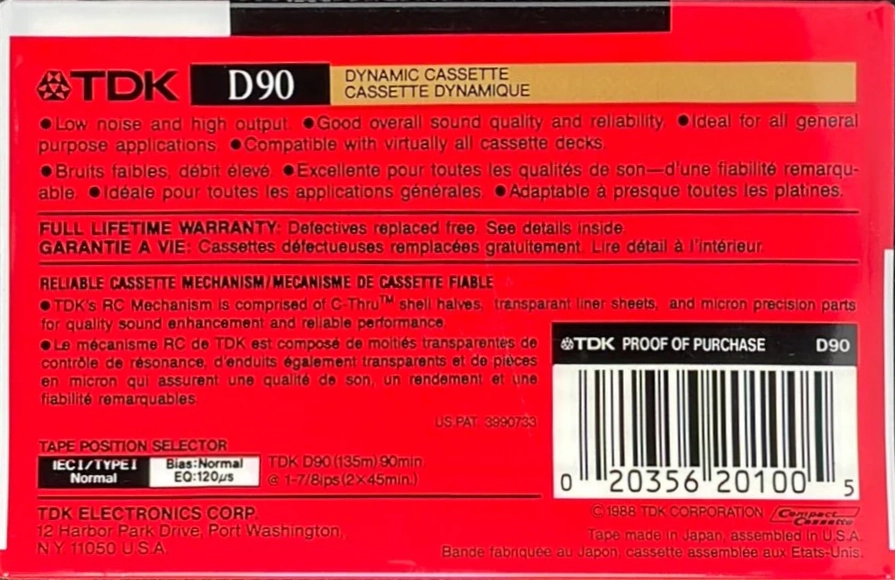 TDK D90 DYNAMIC CASSETTE
CASSETTE DYNAMIQUE
●Low noise and high output. ●Good overall sound quality and reliability. ●Ideal for all general
purpose applications. ●Compatible with virtually all cassette decks.
●Bruits faibles, débit élevé. ●Excellente pour toutes les qualités de son—d'une fiabilité remarqu-
able. ●Idéale pour toutes les applications générales. ●Adaptable à presque toutes les platines.
FULL LIFETIME WARRANTY: Defectives replaced free. See details inside.
GARANTIE A VIE: Cassettes défectueuses remplacées gratuitement. Lire détail à l'intérieur.
RELIABLE CASSETTE MECHANISM/MECANISME DE CASSETTE FIABLE
●TDK's RC Mechanism is comprised of C-Thru™ shell halves, transparant liner sheets, and micron precision parts
for quality sound enhancement and reliable performance.
●Le mécanisme RC de TDK est composé de moitiés transparentes de
contrôle de résonance, d'enduits également transparents et de pièces
en micron qui assurent une qualité de son, un rendement et une
fiabilité remarquables.
US PAT. 3990733
TDK PROOF OF PURCHASE D90
0 20356 20100 5
TAPE POSITION SELECTOR
IEC I/TYPE I
Normal
Bias:Normal
EQ:120µs
TDK D90 (135m) 90min
@ 1-7/8ips (2×45min.)
TDK ELECTRONICS CORP.
12 Harbor Park Drive, Port Washington,
N.Y. 11050 U.S.A.
© 1988 TDK CORPORATION Compact Cassette
Tape made in Japan, assembled in U.S.A.
Bande fabriquée au Japon, cassette assemblée aux Etats-Unis.